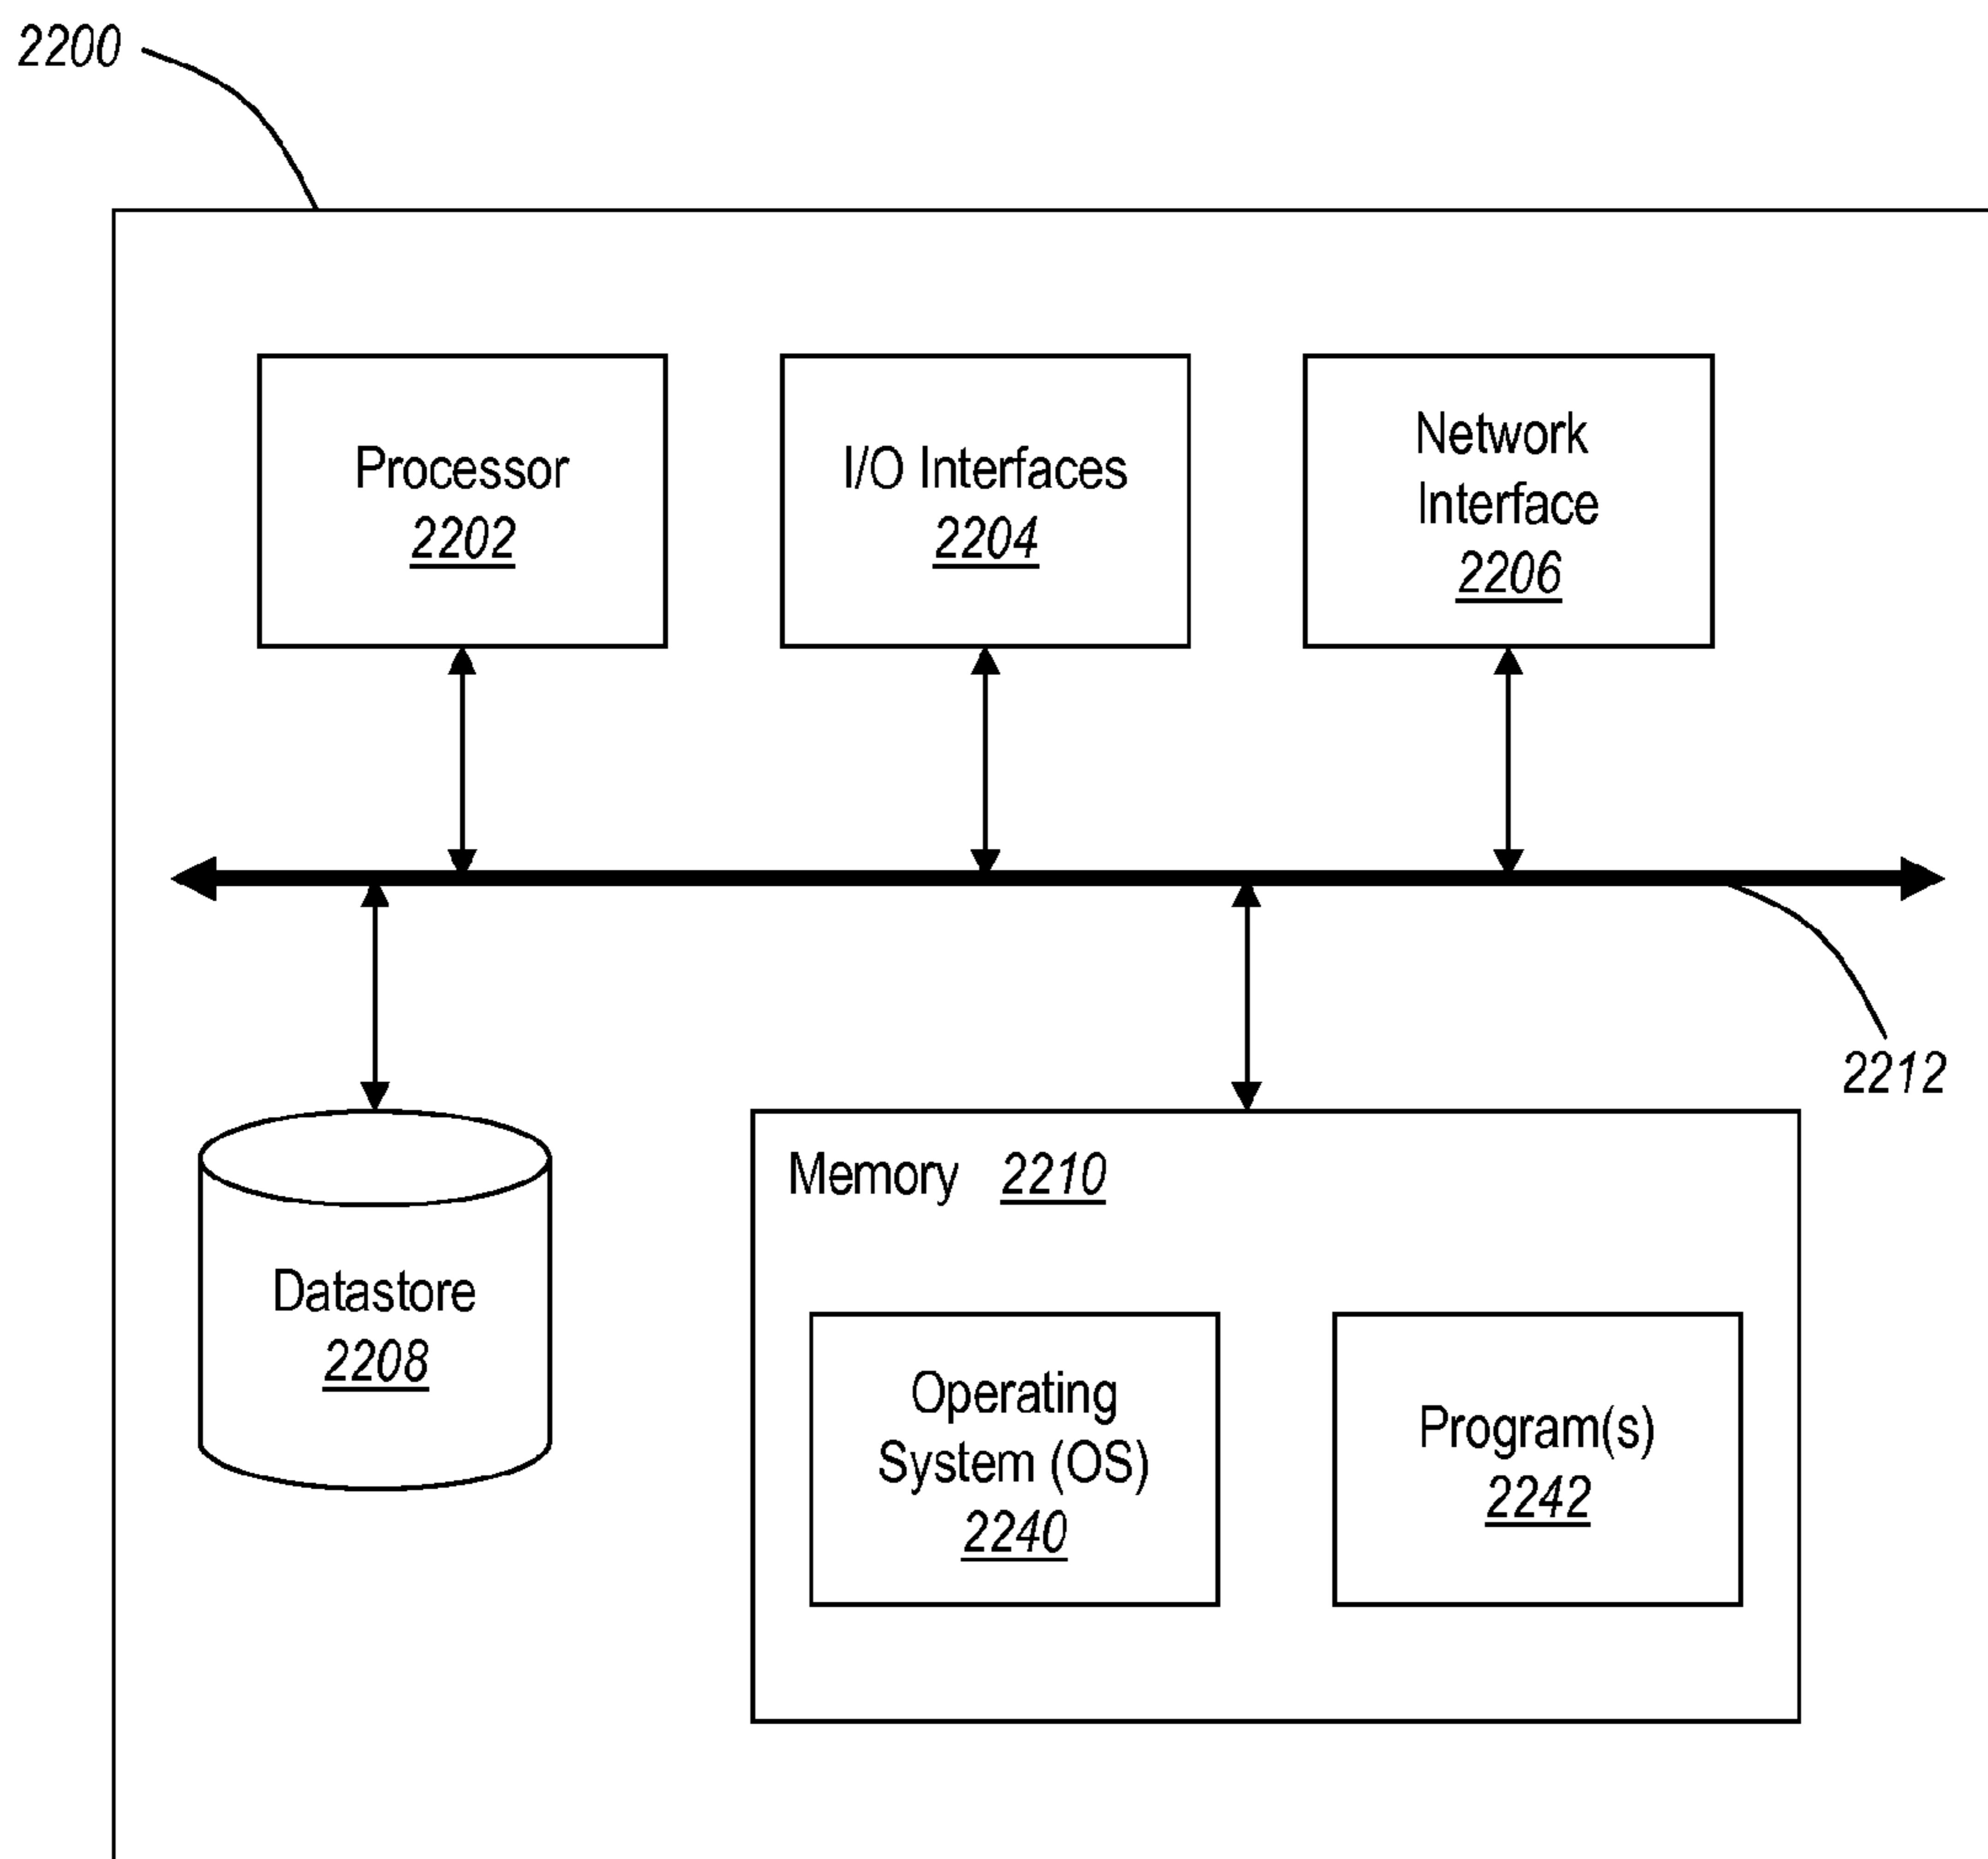 2200
Processor
2202
I/O Interfaces
2204
Network
Interface
2206
2212
Datastore
2208
Memory 2210
Operating
System (OS)
2240
Program(s)
2242